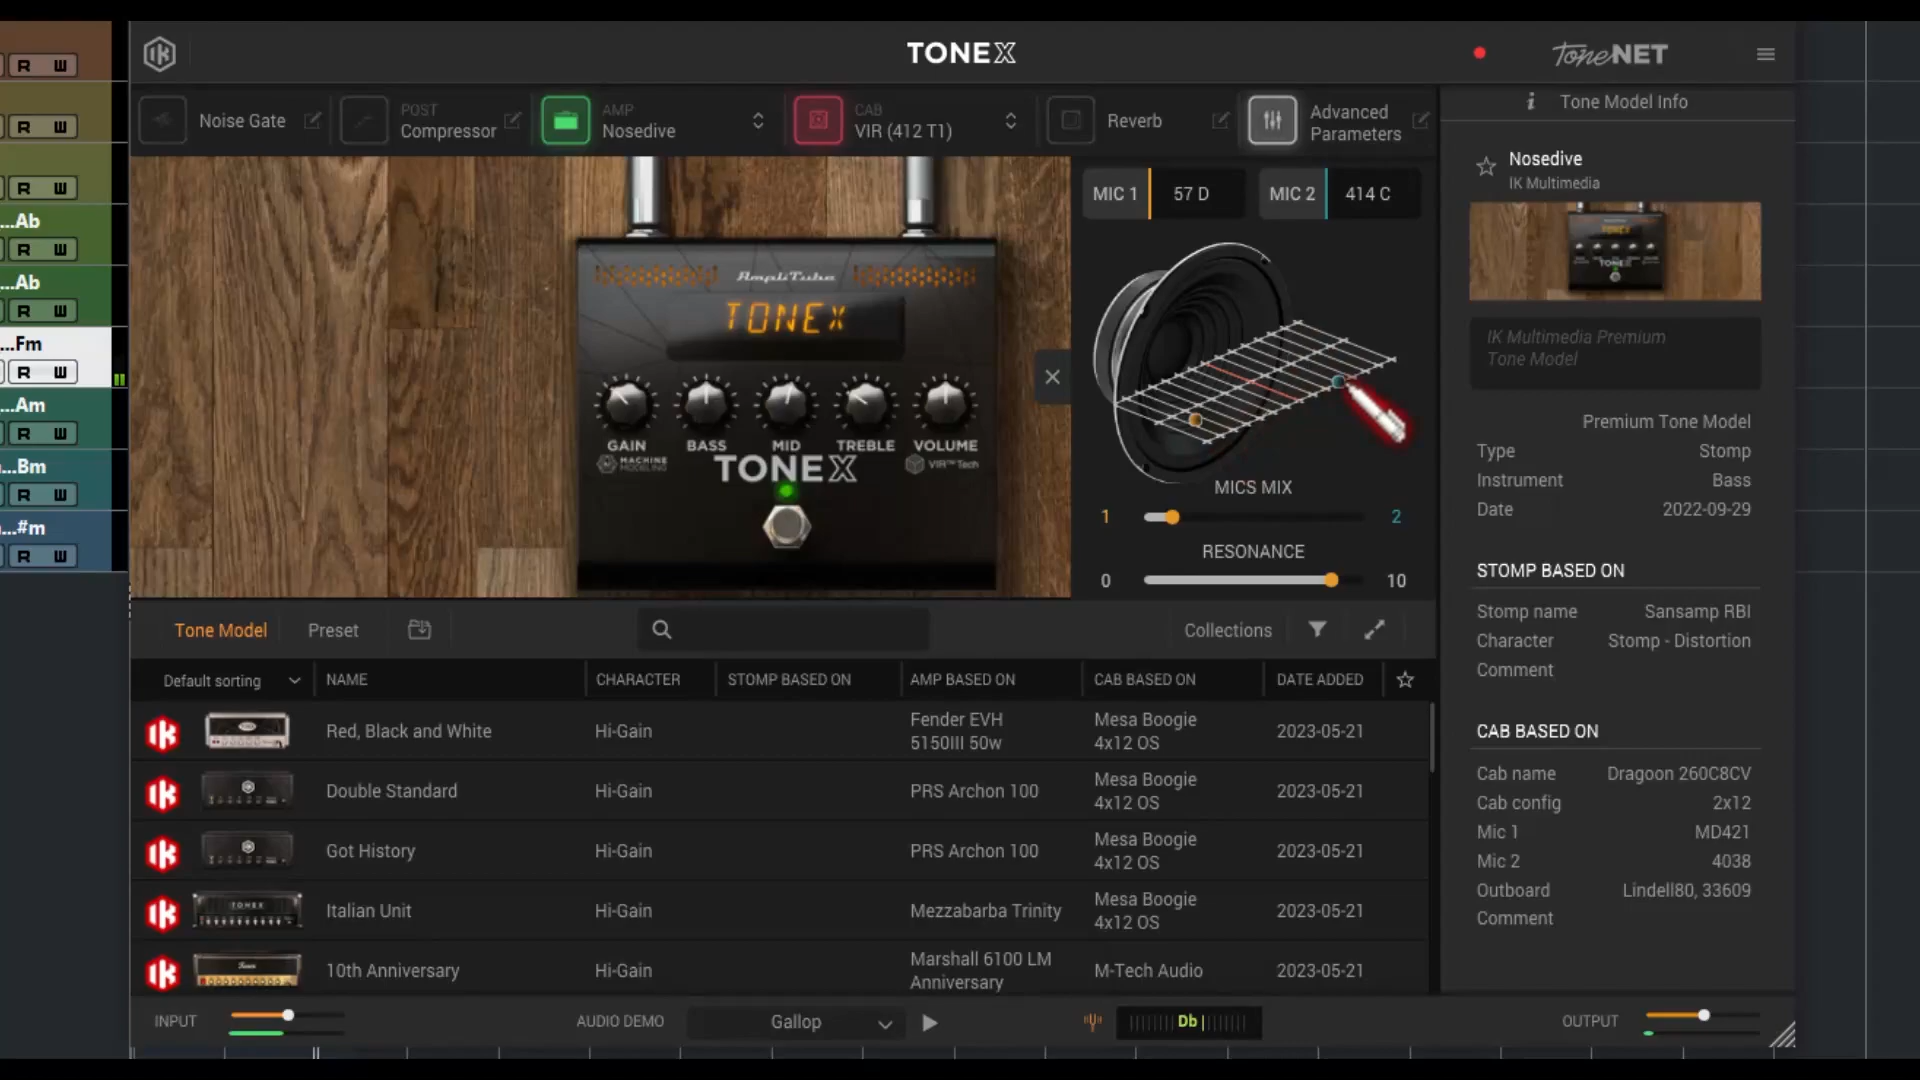 TONEX
ToneNET
Noise Gate
POST
Compressor
AMP
Nosedive
CAB
VIR (412 T1)
Reverb
Advanced
Parameters
i Tone Model Info
R W
R W
R W
...Ab
R W
...Ab
R W
...Fm
R W
...Am
R W
...Bm
R W
...#m
R W
AmpliTube
TONEX
GAIN BASS MID TREBLE VOLUME
MACHINE MODELING
TONEX
VIR™ Tech
MIC 1 57 D
MIC 2 414 C
MICS MIX
1 2
RESONANCE
0 10
Nosedive
IK Multimedia
IK Multimedia Premium
Tone Model
Premium Tone Model
Type Stomp
Instrument Bass
Date 2022-09-29
STOMP BASED ON
Stomp name Sansamp RBI
Character Stomp - Distortion
Comment
CAB BASED ON
Cab name Dragoon 260C8CV
Cab config 2x12
Mic 1 MD421
Mic 2 4038
Outboard Lindell80, 33609
Comment
Tone Model Preset
Collections
Default sorting NAME CHARACTER STOMP BASED ON AMP BASED ON CAB BASED ON DATE ADDED
Red, Black and White Hi-Gain Fender EVH 5150III 50w Mesa Boogie 4x12 OS 2023-05-21
Double Standard Hi-Gain PRS Archon 100 Mesa Boogie 4x12 OS 2023-05-21
Got History Hi-Gain PRS Archon 100 Mesa Boogie 4x12 OS 2023-05-21
Italian Unit Hi-Gain Mezzabarba Trinity Mesa Boogie 4x12 OS 2023-05-21
10th Anniversary Hi-Gain Marshall 6100 LM Anniversary M-Tech Audio 2023-05-21
INPUT
AUDIO DEMO Gallop
Db
OUTPUT